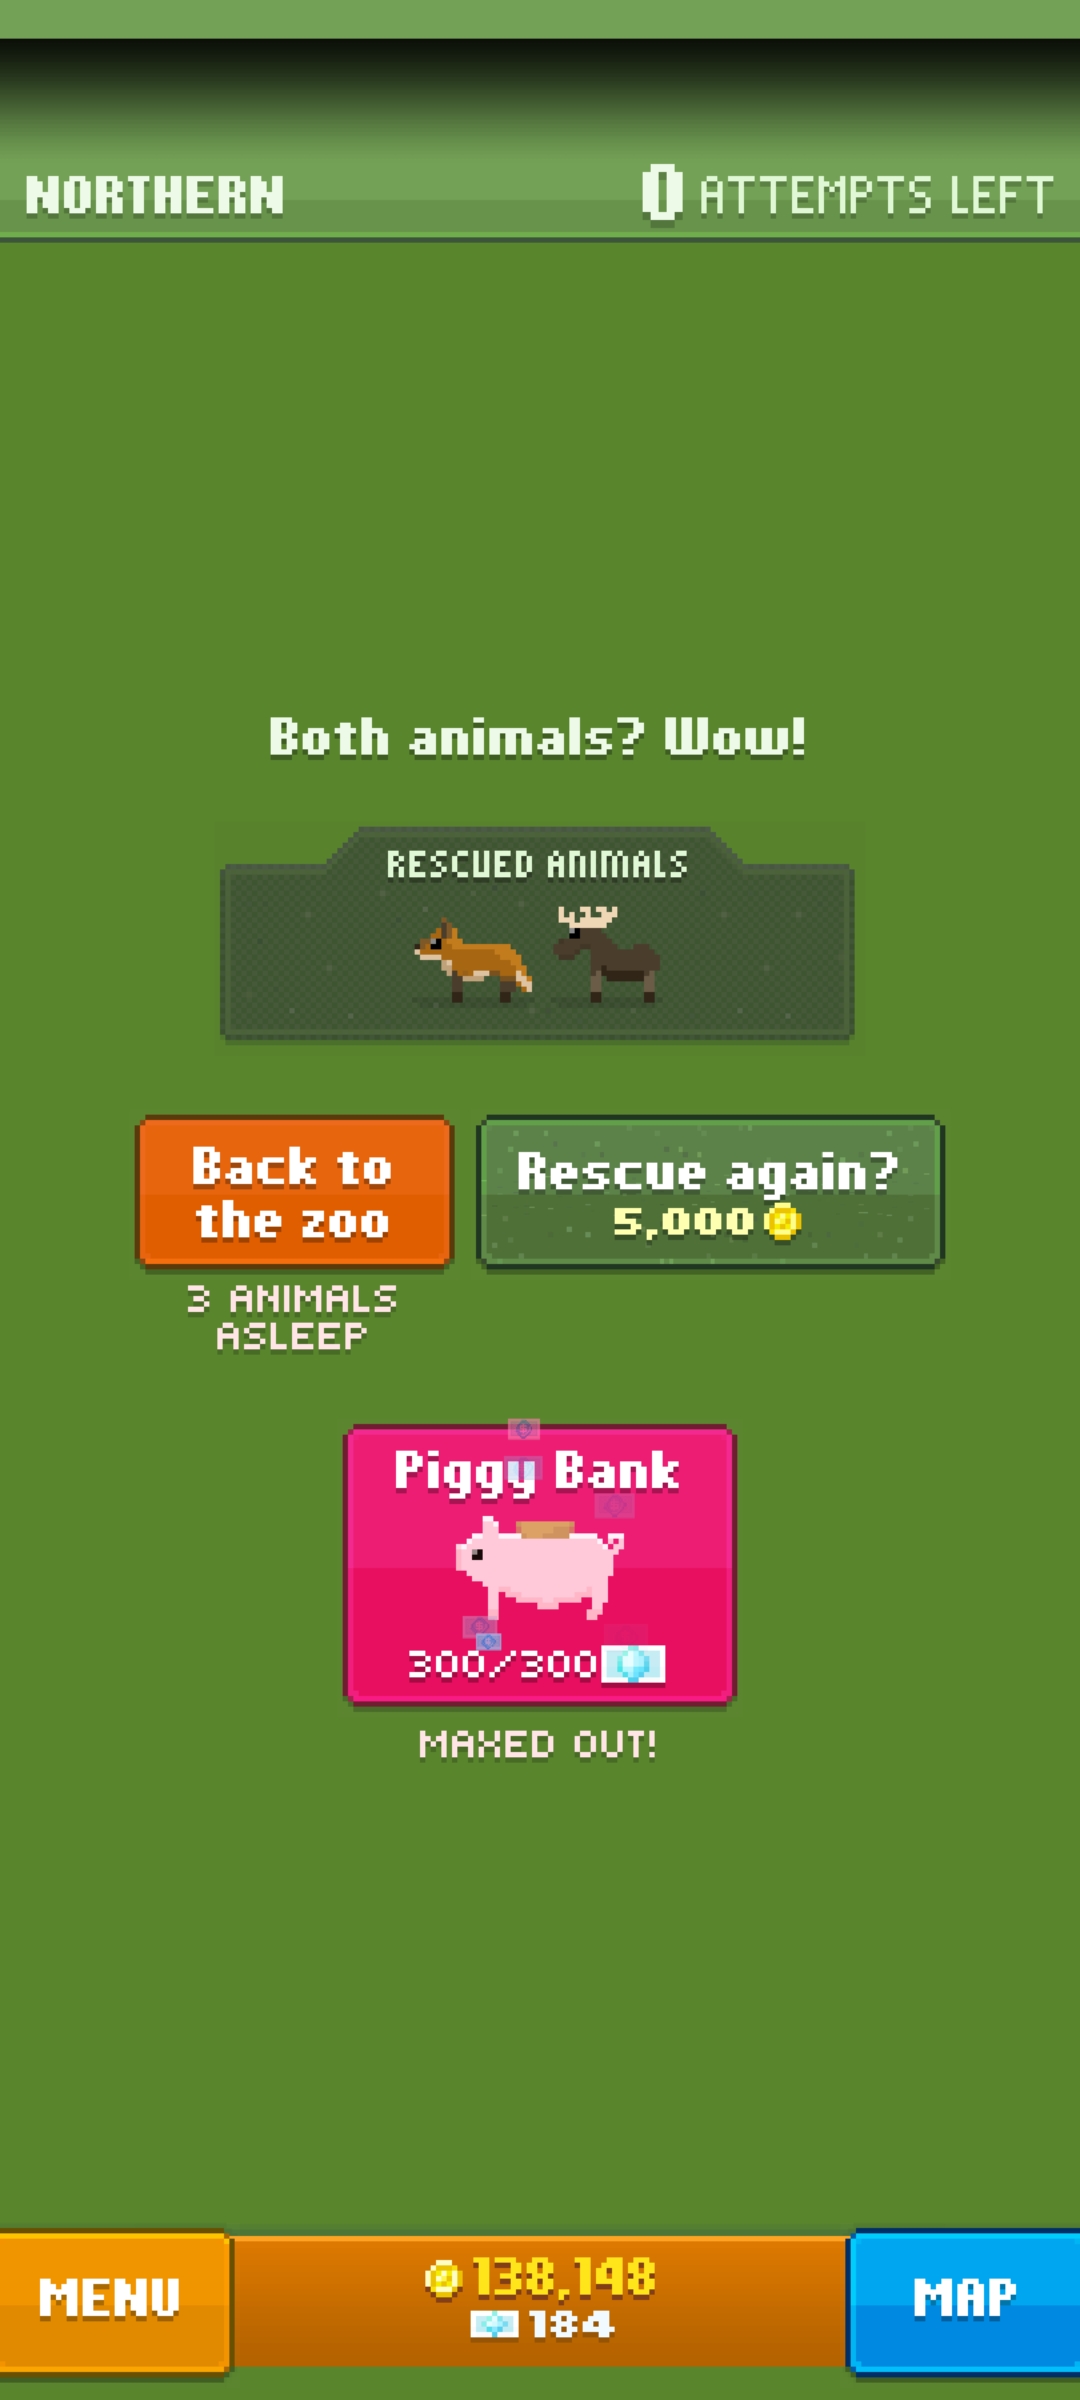 NORTHERN
0 ATTEMPTS LEFT
Both animals? Wow!
RESCUED ANIMALS
Back to
the zoo
Rescue again?
5,000
3 ANIMALS
ASLEEP
Piggy Bank
300/300
MAXED OUT!
MENU
138,148
184
MAP